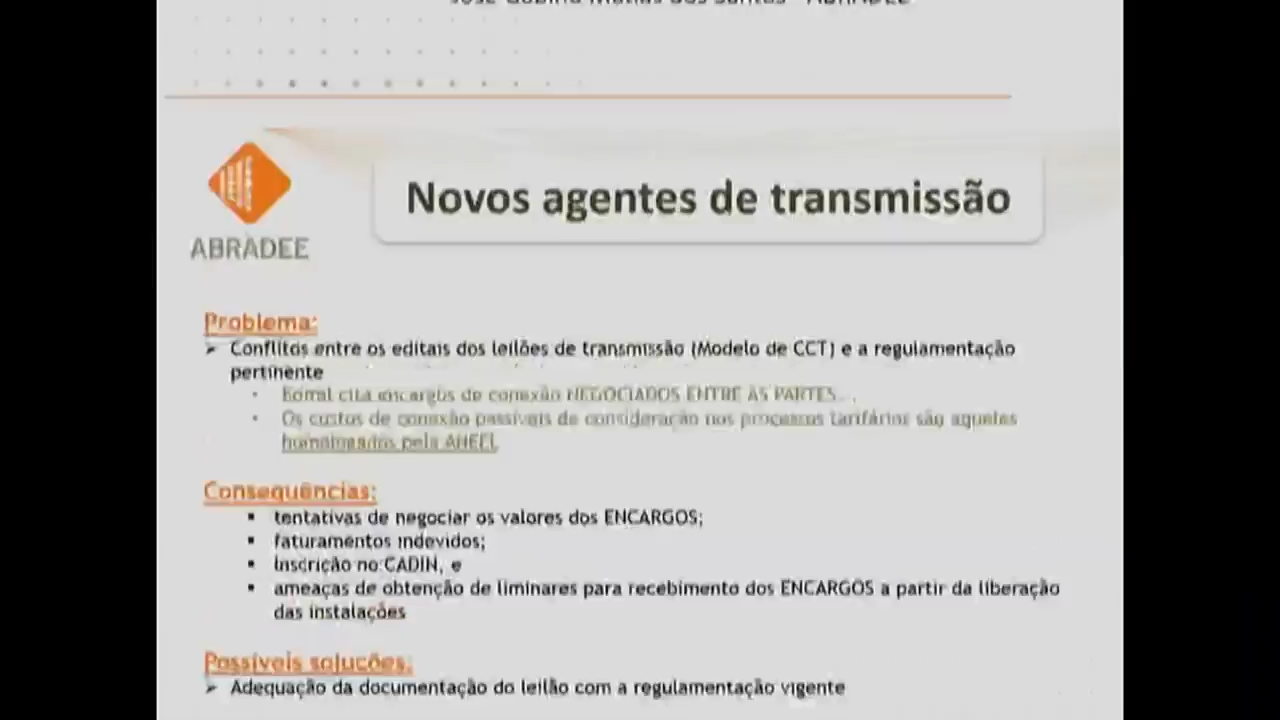 dos Santos - ABRADEE
ABRADEE
Novos agentes de transmissão
Problema:
➢ Conflitos entre os editais dos leilões de transmissão (Modelo de CCT) e a regulamentação
pertinente
• Edital cita encargos de conexão NEGOCIADOS ENTRE AS PARTES...
• Os custos de conexão passíveis de consideração nos processos tarifários são aqueles
homologados pela ANEEL
Consequências:
▪ tentativas de negociar os valores dos ENCARGOS;
▪ faturamentos indevidos;
▪ inscrição no CADIN, e
▪ ameaças de obtenção de liminares para recebimento dos ENCARGOS a partir da liberação
das instalações
Possíveis soluções:
➢ Adequação da documentação do leilão com a regulamentação vigente